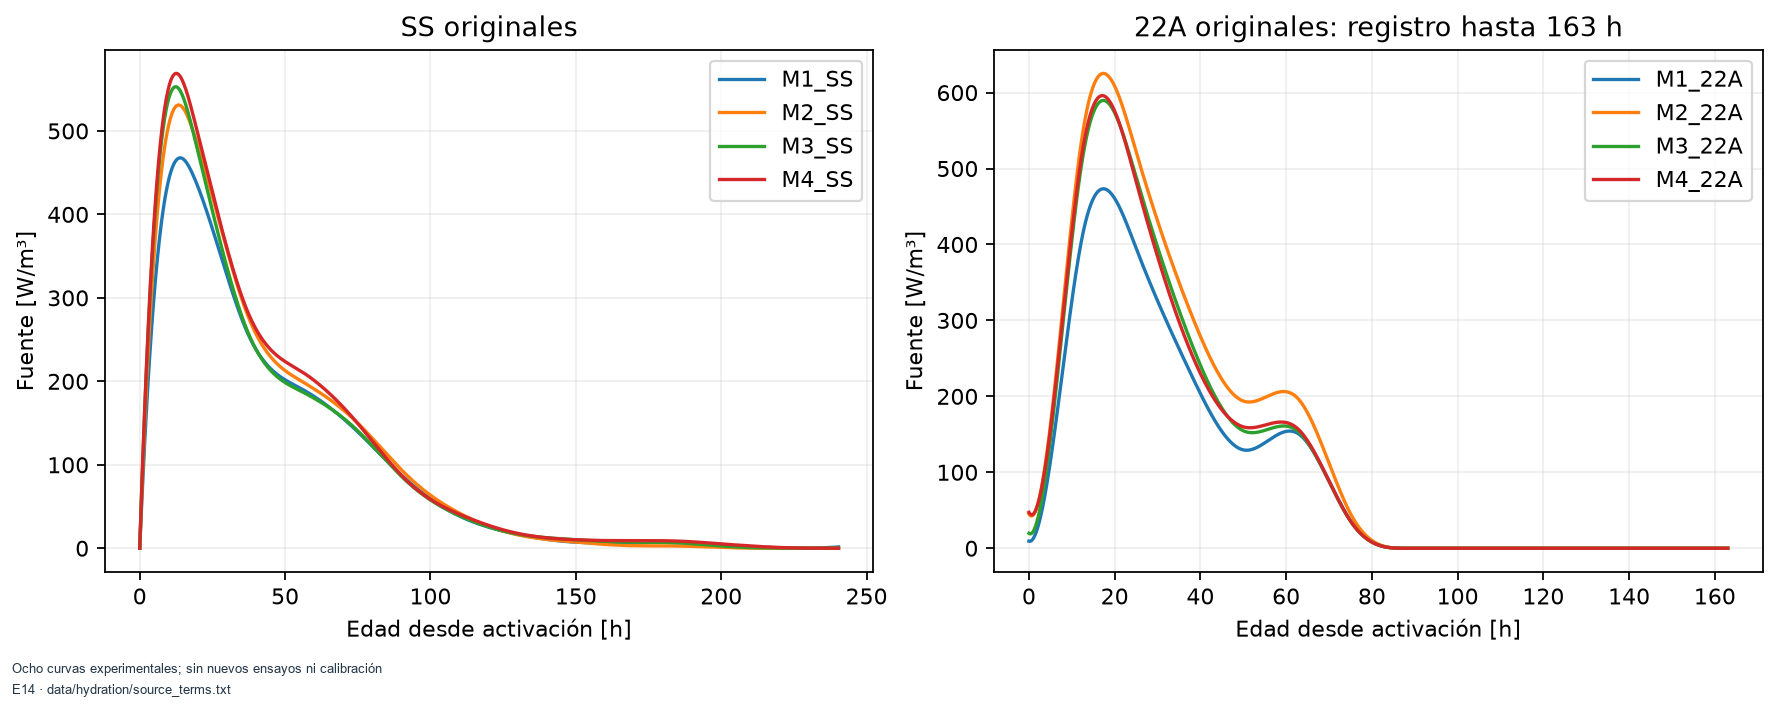 SS originales
M1_SS
M2_SS
M3_SS
M4_SS
Fuente [W/m³]
500
400
300
200
100
0
0 50 100 150 200 250
Edad desde activación [h]
22A originales: registro hasta 163 h
M1_22A
M2_22A
M3_22A
M4_22A
Fuente [W/m³]
600
500
400
300
200
100
0
0 20 40 60 80 100 120 140 160
Edad desde activación [h]
Ocho curvas experimentales; sin nuevos ensayos ni calibración
E14 · data/hydration/source_terms.txt